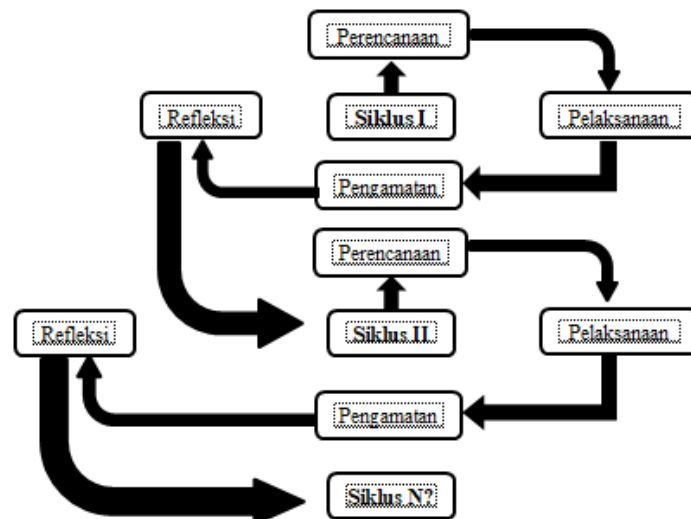 Perencanaan
Refleksi
Siklus I
Pelaksanaan
Pengamatan
Perencanaan
Refleksi
Siklus II
Pelaksanaan
Pengamatan
Siklus N?